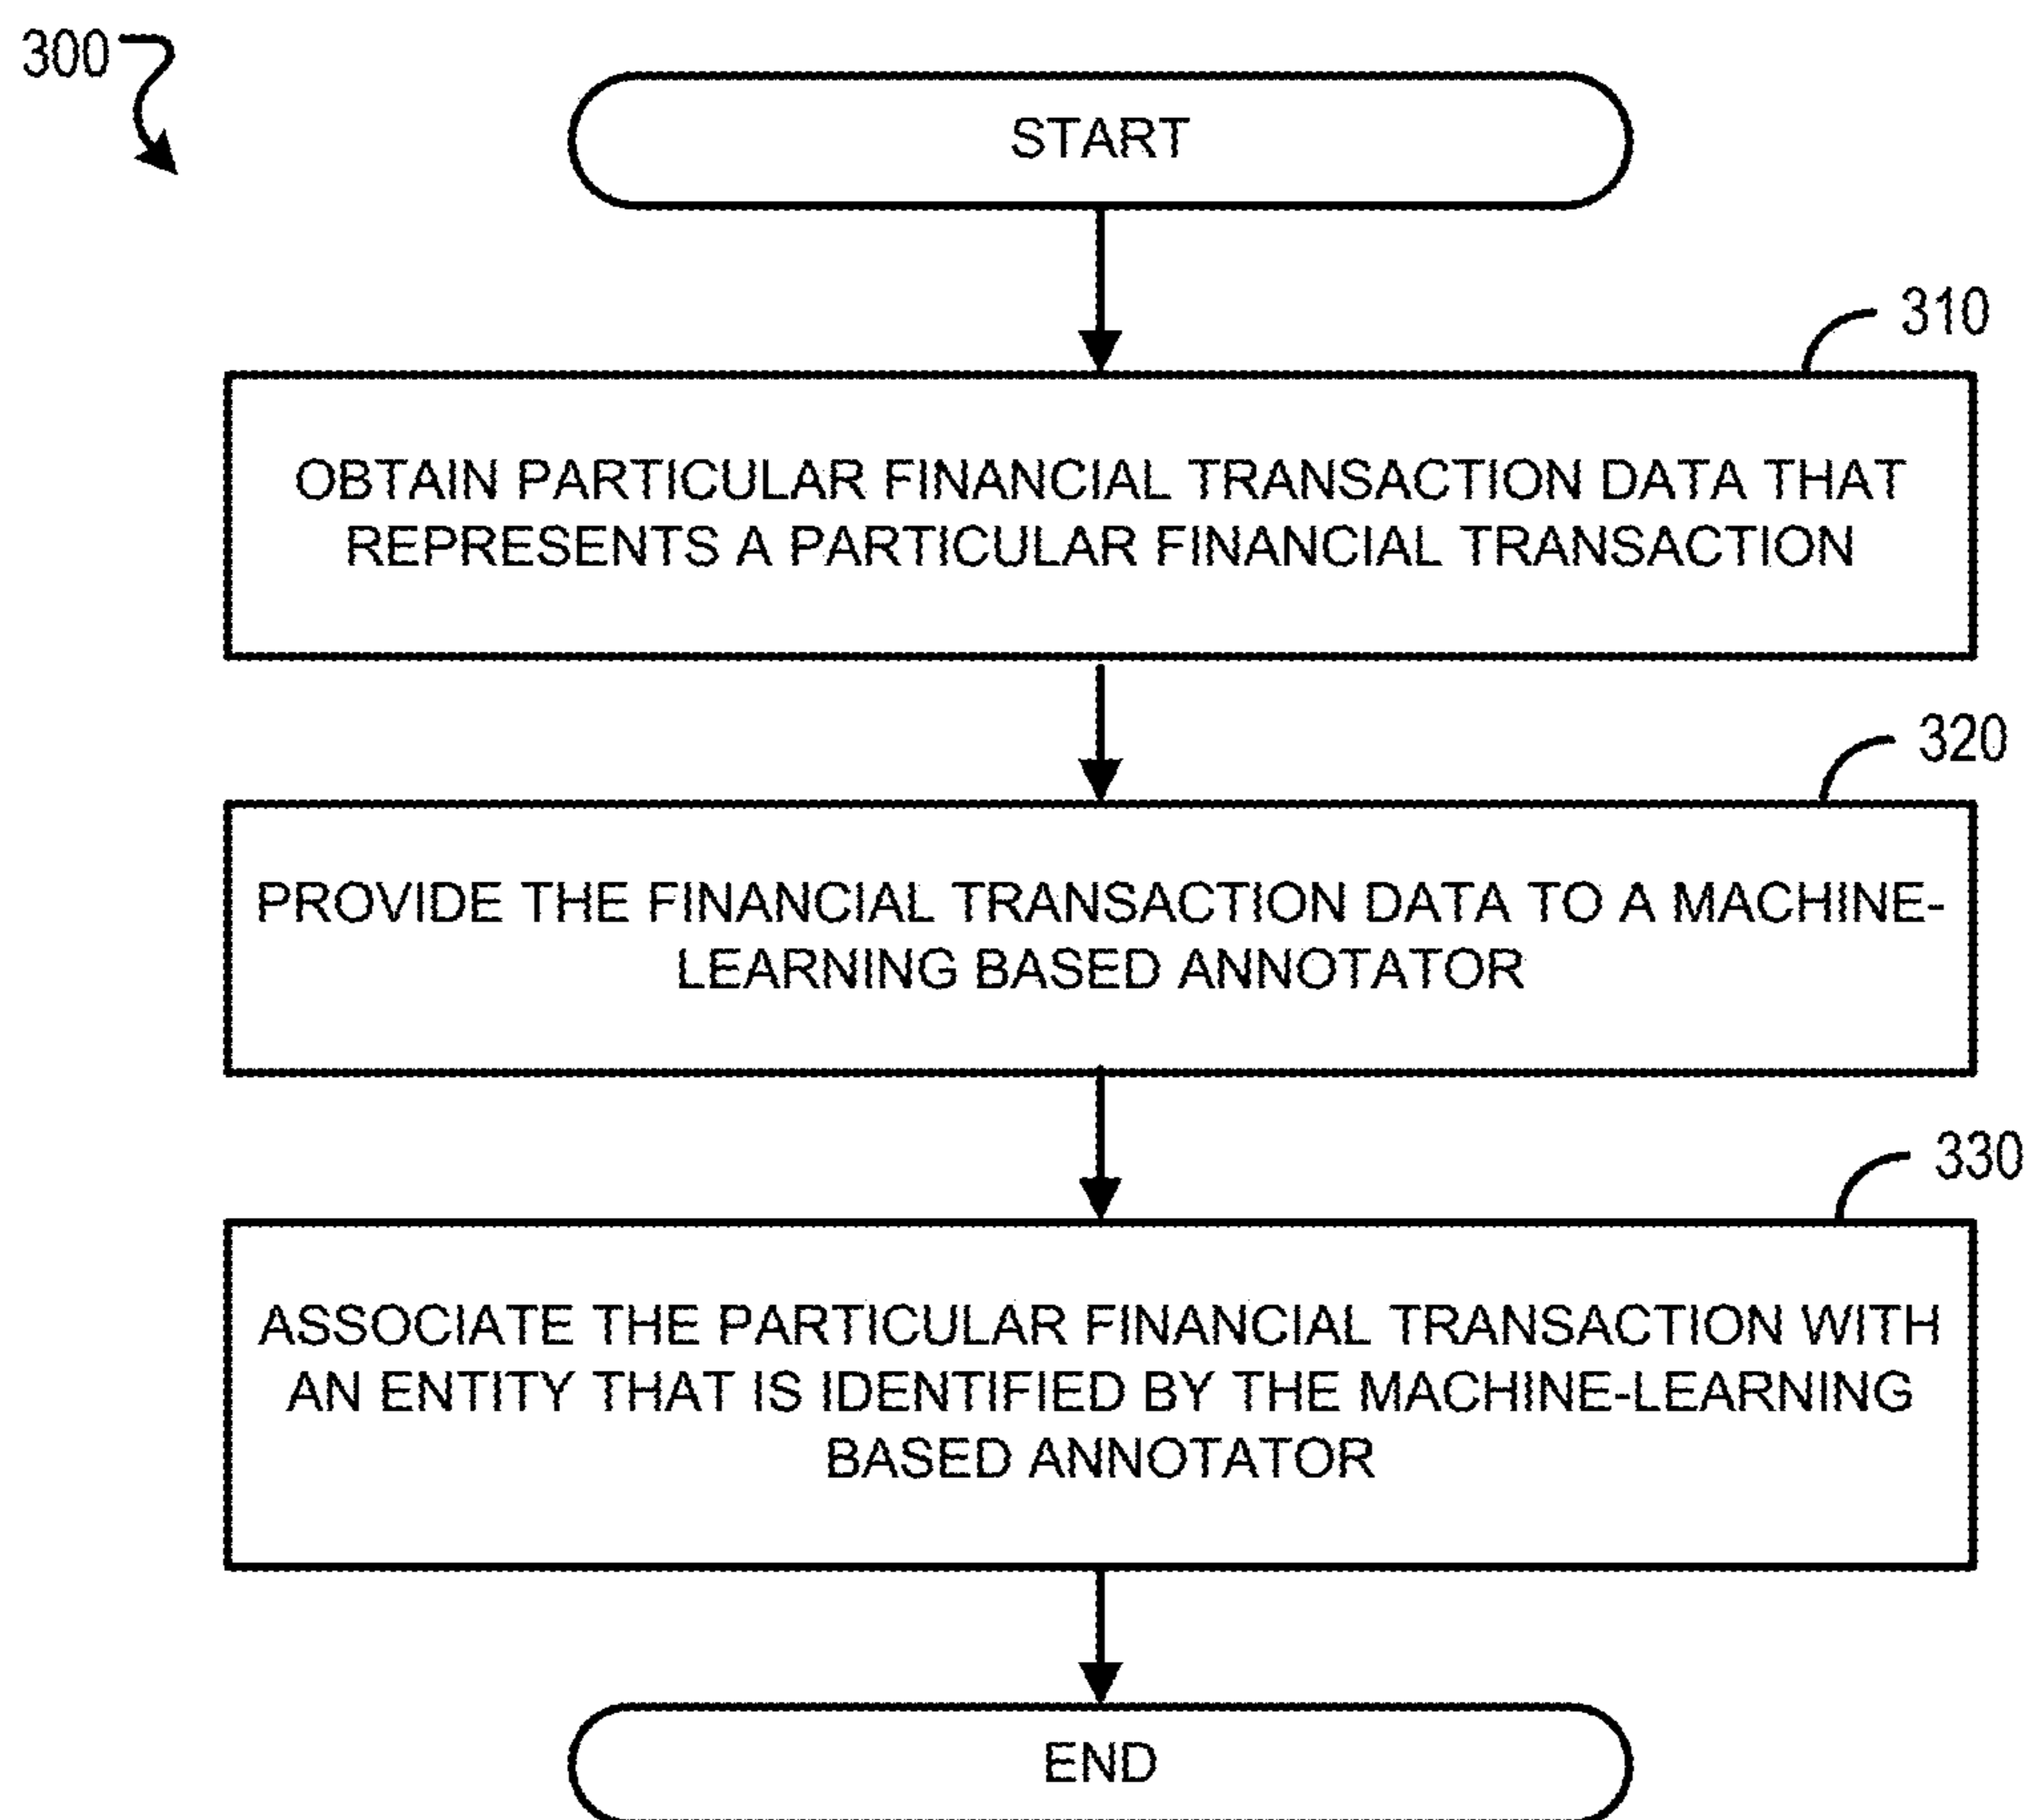 300
START
310
OBTAIN PARTICULAR FINANCIAL TRANSACTION DATA THAT
REPRESENTS A PARTICULAR FINANCIAL TRANSACTION
320
PROVIDE THE FINANCIAL TRANSACTION DATA TO A MACHINE-
LEARNING BASED ANNOTATOR
330
ASSOCIATE THE PARTICULAR FINANCIAL TRANSACTION WITH
AN ENTITY THAT IS IDENTIFIED BY THE MACHINE-LEARNING
BASED ANNOTATOR
END